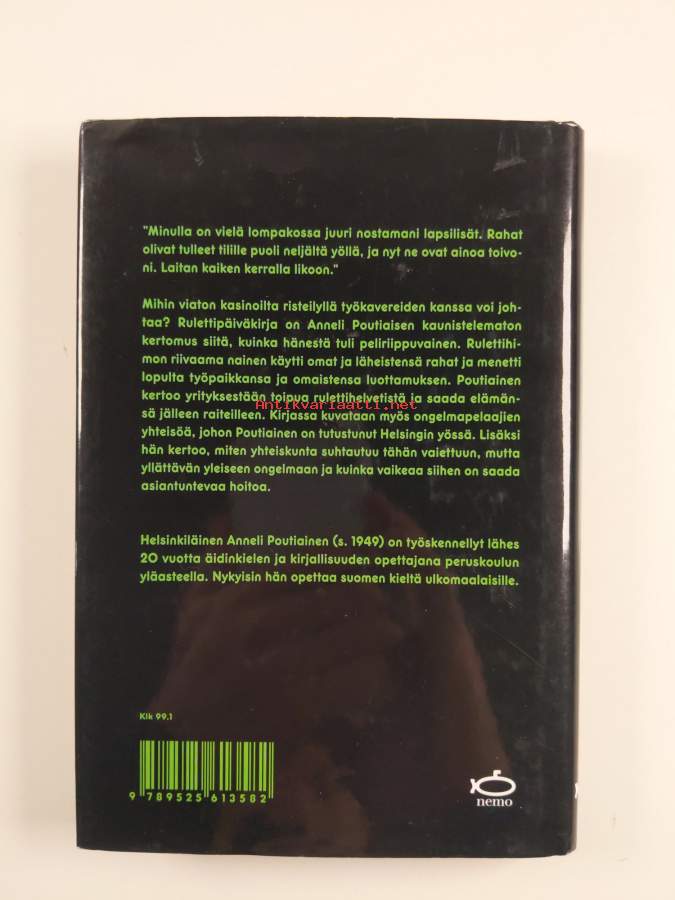 "Minulla on vielä lompakossa juuri nostamani lapsilisät. Rahat
olivat tulleet tilille puoli neljältä yöllä, ja nyt ne ovat ainoa toivo-
ni. Laitan kaiken kerralla likoon."
Mihin viaton kasinoilta risteilyllä työkavereiden kanssa voi joh-
taa? Rulettipäiväkirja on Anneli Poutiaisen kaunistelematon
kertomus siitä, kuinka hänestä tuli peliriippuvainen. Rulettihi-
mon riivaama nainen käytti omat ja läheistensä rahat ja menetti
lopulta työpaikkansa ja omaistensa luottamuksen. Poutiainen
kertoo yrityksestään toipua rulettihelvetistä ja saada elämän-
Antikvariaatti.net
sä jälleen raiteilleen. Kirjassa kuvataan myös ongelmapelaajien
yhteisöä, johon Poutiainen on tutustunut Helsingin yössä. Lisäksi
hän kertoo, miten yhteiskunta suhtautuu tähän vaiettuun, mutta
yllättävän yleiseen ongelmaan ja kuinka vaikeaa siihen on saada
asiantuntevaa hoitoa.
Helsinkiläinen Anneli Poutiainen (s. 1949) on työskennellyt lähes
20 vuotta äidinkielen ja kirjallisuuden opettajana peruskoulun
yläasteella. Nykyisin hän opettaa suomen kieltä ulkomaalaisille.
Klk 99.1
9 789525 613582
nemo